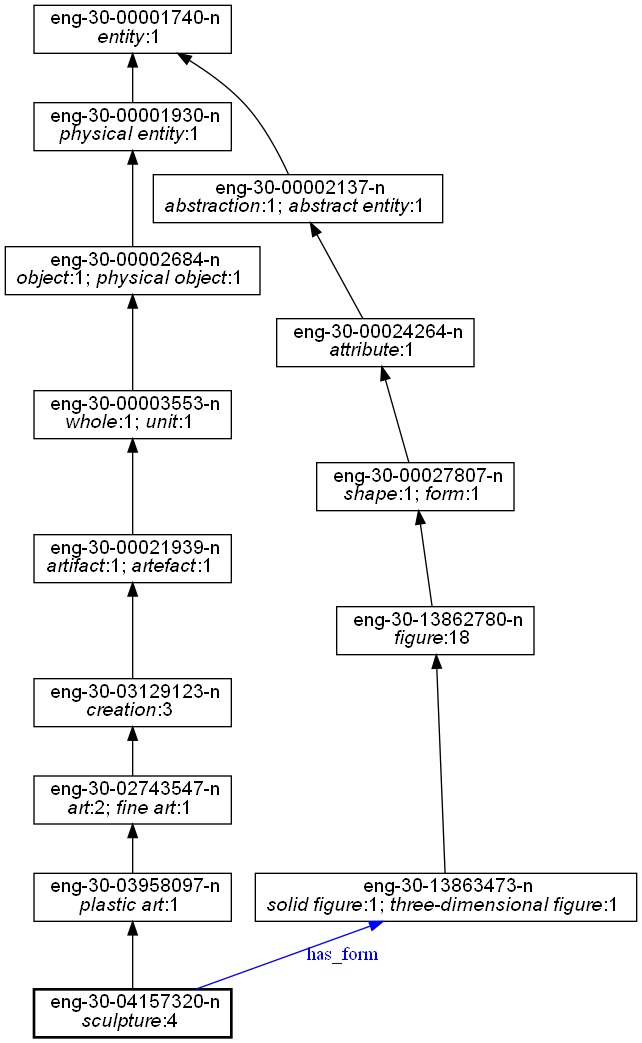 eng-30-00001740-n
entity:1
eng-30-00001930-n
physical entity:1
eng-30-00002137-n
abstraction:1; abstract entity:1
eng-30-00002684-n
object:1; physical object:1
eng-30-00024264-n
attribute:1
eng-30-00003553-n
whole:1; unit:1
eng-30-00027807-n
shape:1; form:1
eng-30-00021939-n
artifact:1; artefact:1
eng-30-13862780-n
figure:18
eng-30-03129123-n
creation:3
eng-30-02743547-n
art:2; fine art:1
eng-30-03958097-n
plastic art:1
eng-30-13863473-n
solid figure:1; three-dimensional figure:1
has_form
eng-30-04157320-n
sculpture:4